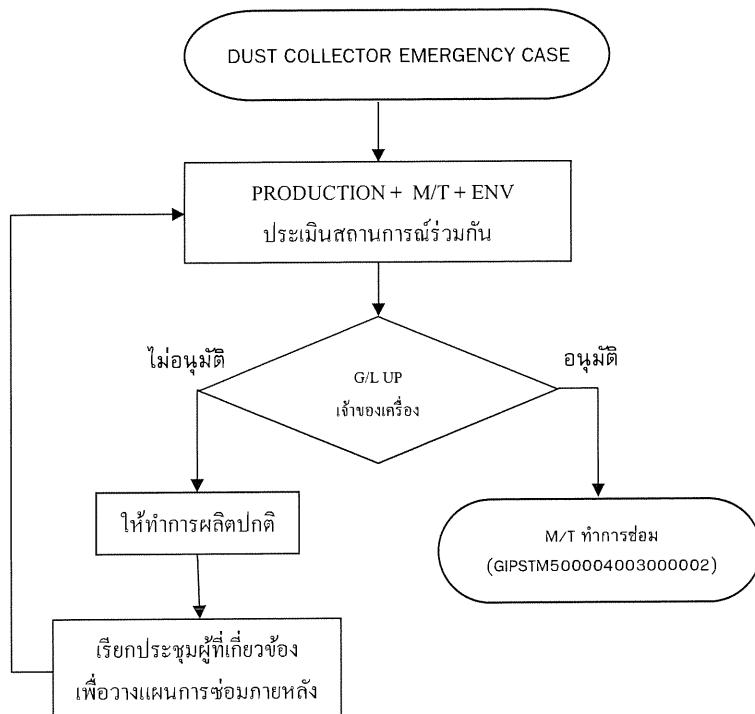 DUST COLLECTOR EMERGENCY CASE
PRODUCTION + M/T + ENV
ประเมินสถานการณ์ร่วมกัน
ไม่อนุมัติ
อนุมัติ
G/L UP
เจ้าของเครื่อง
ให้ทำการผลิตปกติ
M/T ทำการซ่อม
(GIPSTM500004003000002)
เรียกประชุมผู้ที่เกี่ยวข้อง
เพื่อวางแผนการซ่อมภายหลัง